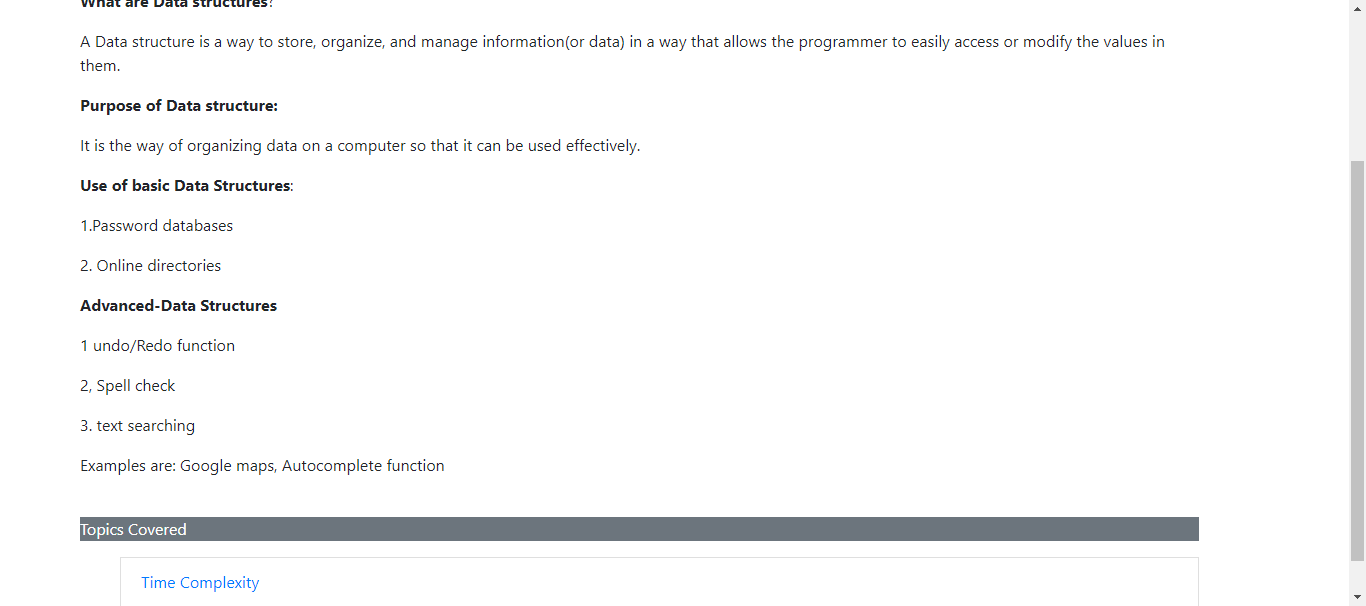 What are Data structures?
A Data structure is a way to store, organize, and manage information(or data) in a way that allows the programmer to easily access or modify the values in
them.
Purpose of Data structure:
It is the way of organizing data on a computer so that it can be used effectively.
Use of basic Data Structures:
1.Password databases
2. Online directories
Advanced-Data Structures
1 undo/Redo function
2, Spell check
3. text searching
Examples are: Google maps, Autocomplete function
Topics Covered
Time Complexity